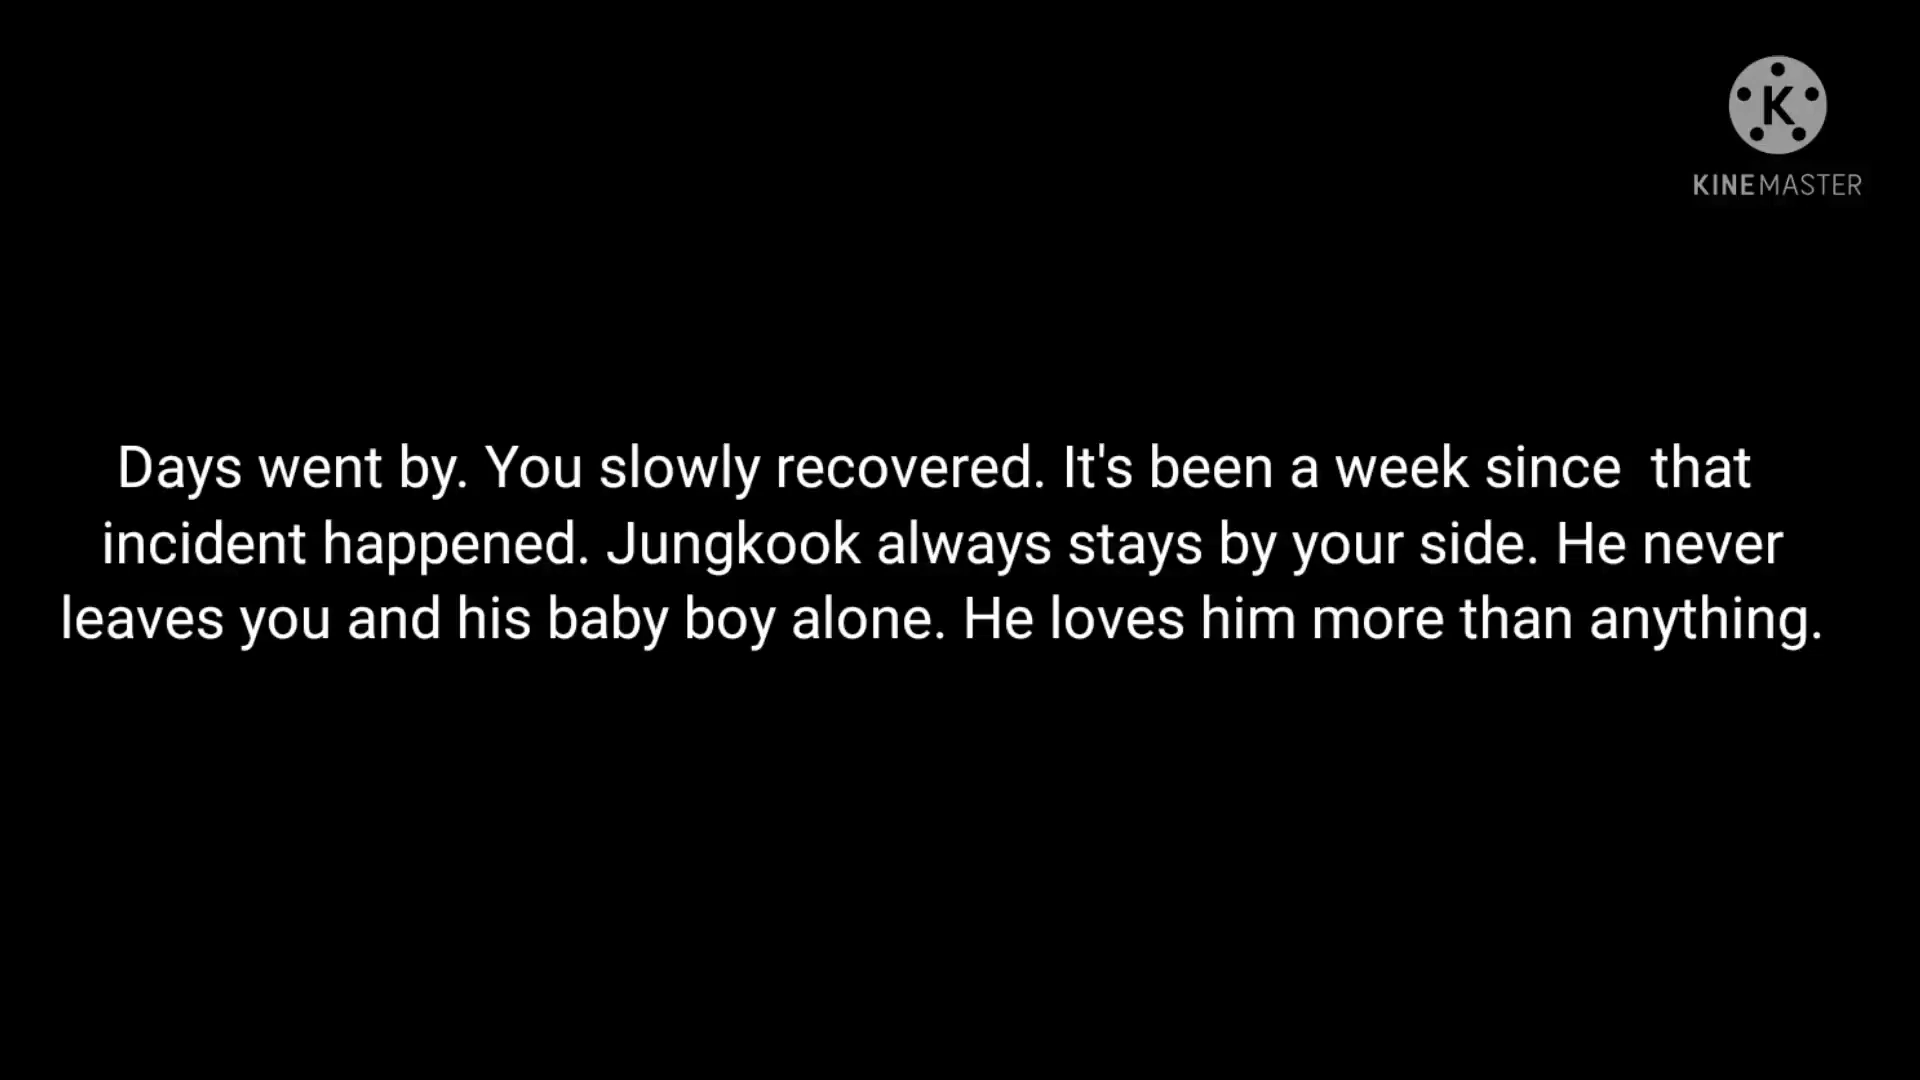 K
KINEMASTER
Days went by. You slowly recovered. It's been a week since  that
incident happened. Jungkook always stays by your side. He never
leaves you and his baby boy alone. He loves him more than anything.